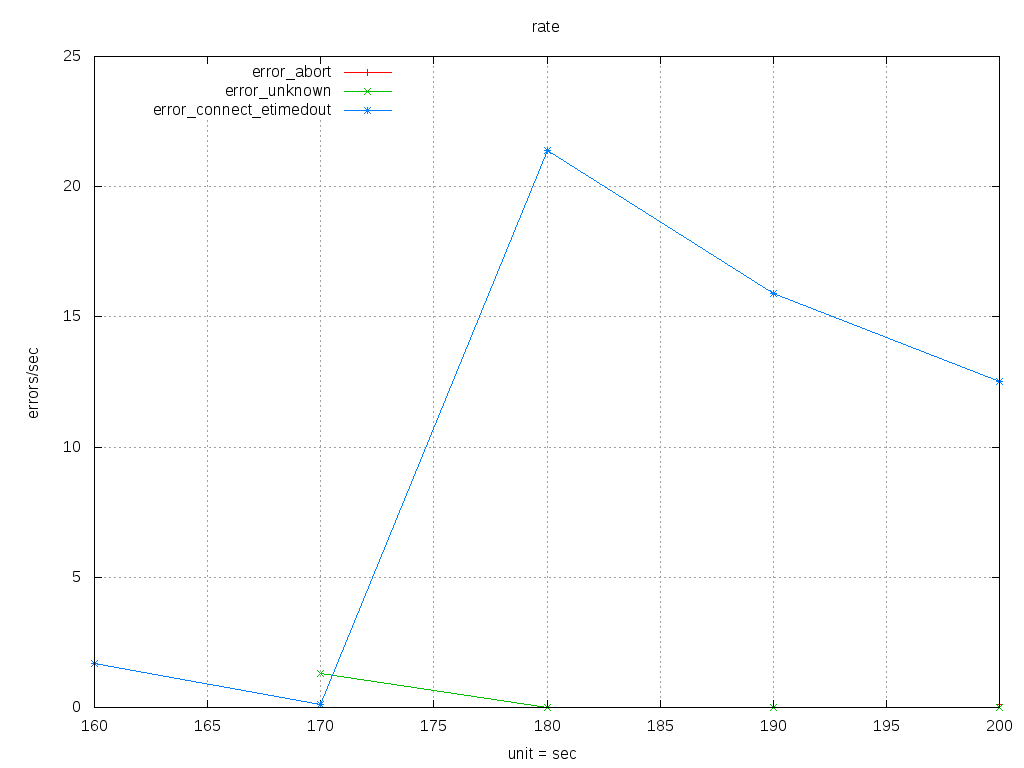 rate
25
error_abort
error_unknown
error_connect_etimedout
20
15
errors/sec
10
5
0
160 165 170 175 180 185 190 195 200
unit = sec